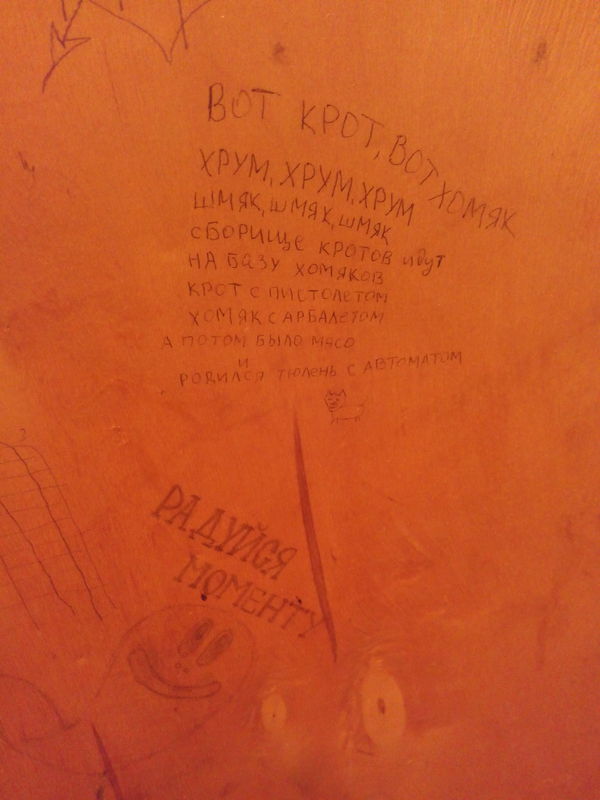 ВОТ КРОТ, ВОТ ХОМЯК
ХРУМ, ХРУМ, ХРУМ
ШМЯК, ШМЯК, ШМЯК
СБОРИЩЕ КРОТОВ ИДУТ
НА БАЗУ ХОМЯКОВ
КРОТ С ПИСТОЛЕТОМ
ХОМЯК С АРБАЛЕТОМ
А ПОТОМ БЫЛО МЯСО
И
РОДИЛСЯ ТЮЛЕНЬ С АВТОМАТОМ
РАДУЙСЯ
МОМЕНТУ